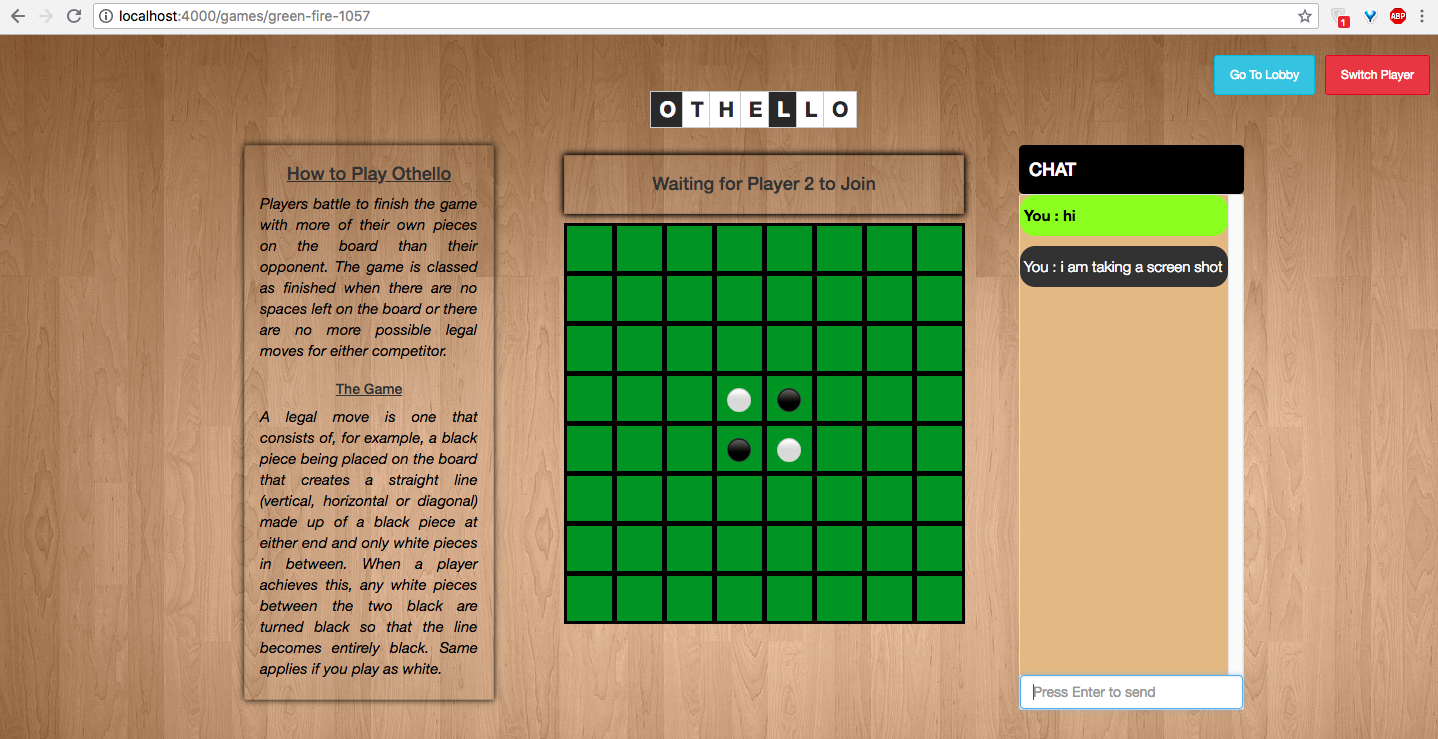 localhost:4000/games/green-fire-1057
1
ABP
Go To Lobby
Switch Player
OTHELLO
How to Play Othello
Players battle to finish the game
with more of their own pieces
on the board than their
opponent. The game is classed
as finished when there are no
spaces left on the board or there
are no more possible legal
moves for either competitor.
The Game
A legal move is one that
consists of, for example, a black
piece being placed on the board
that creates a straight line
(vertical, horizontal or diagonal)
made up of a black piece at
either end and only white pieces
in between. When a player
achieves this, any white pieces
between the two black are
turned black so that the line
becomes entirely black. Same
applies if you play as white.
Waiting for Player 2 to Join
CHAT
You : hi
You : i am taking a screen shot
Press Enter to send